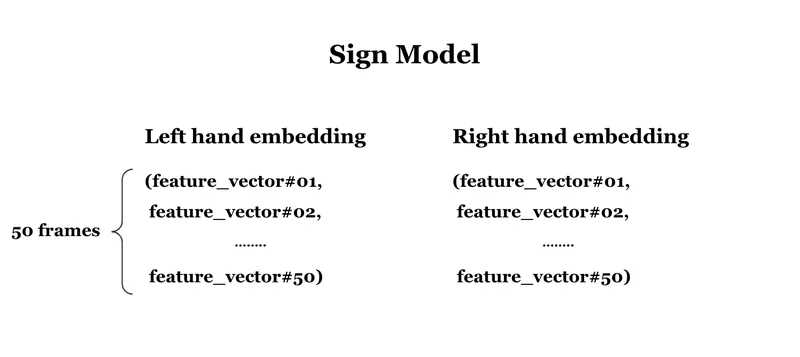 Sign Model
Left hand embedding
(feature_vector#01,
feature_vector#02,
........
feature_vector#50)
50 frames
Right hand embedding
(feature_vector#01,
feature_vector#02,
........
feature_vector#50)